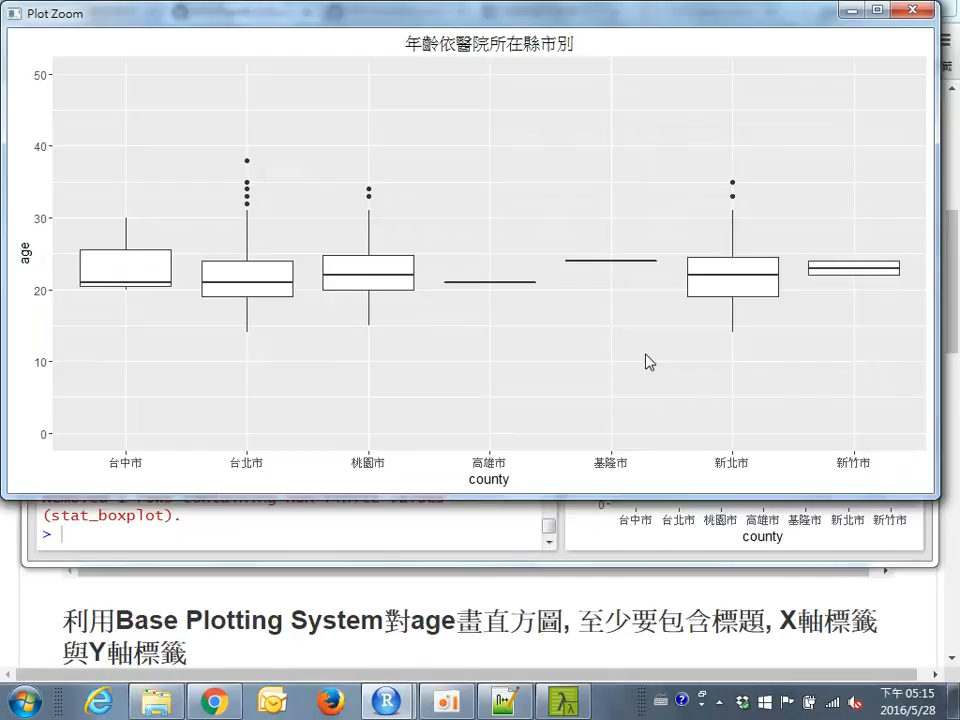 Plot Zoom
年齡依醫院所在縣市別
50
40
30
20
10
0
age
台中市 台北市 桃園市 高雄市 基隆市 新北市 新竹市
county
(stat_boxplot).
>
0
台中市 台北市 桃園市 高雄市 基隆市 新北市 新竹市
county
利用Base Plotting System對age畫直方圖, 至少要包含標題, X軸標籤
與Y軸標籤
下午 05:15
2016/5/28